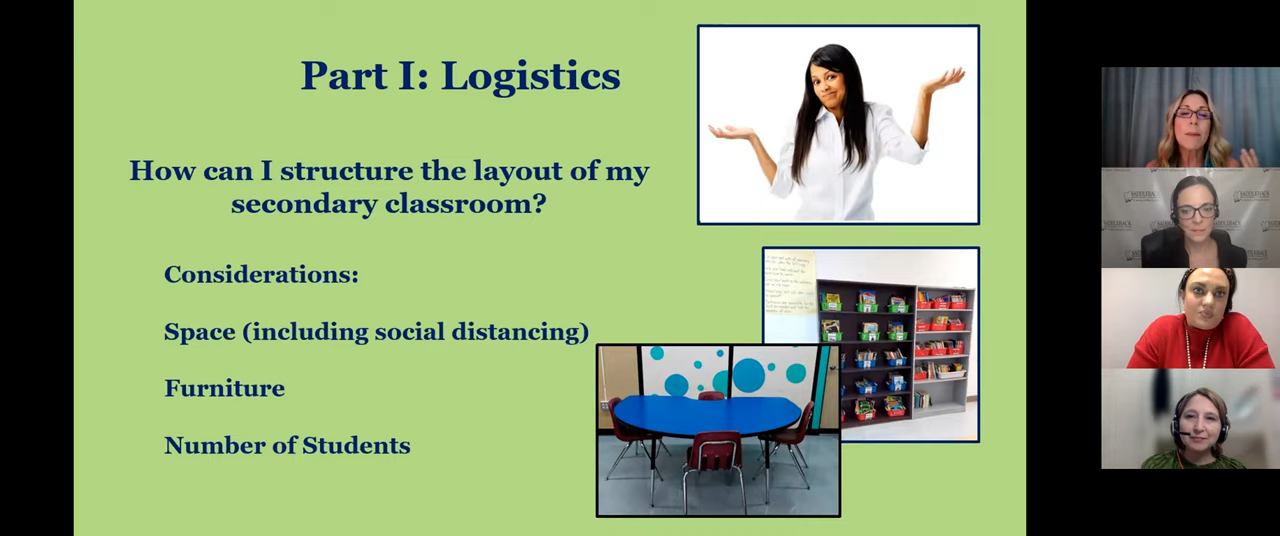 Part I: Logistics
How can I structure the layout of my
secondary classroom?
Considerations:
Space (including social distancing)
Furniture
Number of Students
SADDLEBACK